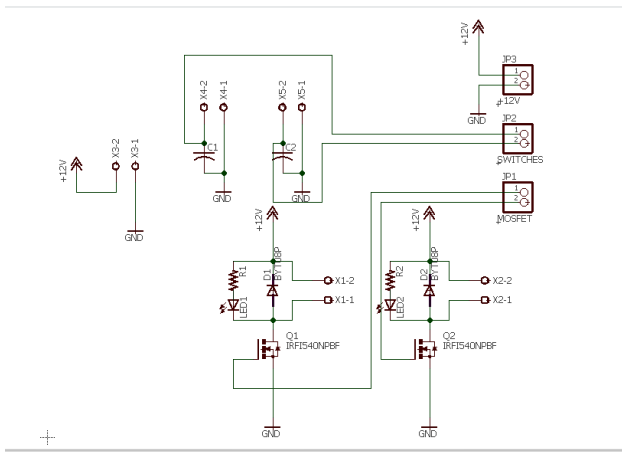 +12V
JP3
1
2
+12V
GND
X4-2
X4-1
X5-2
X5-1
JP2
1
2
SWITCHES
C1
C2
X3-2
X3-1
+12V
GND
GND
GND
JP1
1
2
MOSFET
+12V
+12V
R1
D1
BYT08P
X1-2
LED1
X1-1
R2
D2
BYT08P
X2-2
LED2
X2-1
Q1
IRFI540NPBF
Q2
IRFI540NPBF
GND
GND